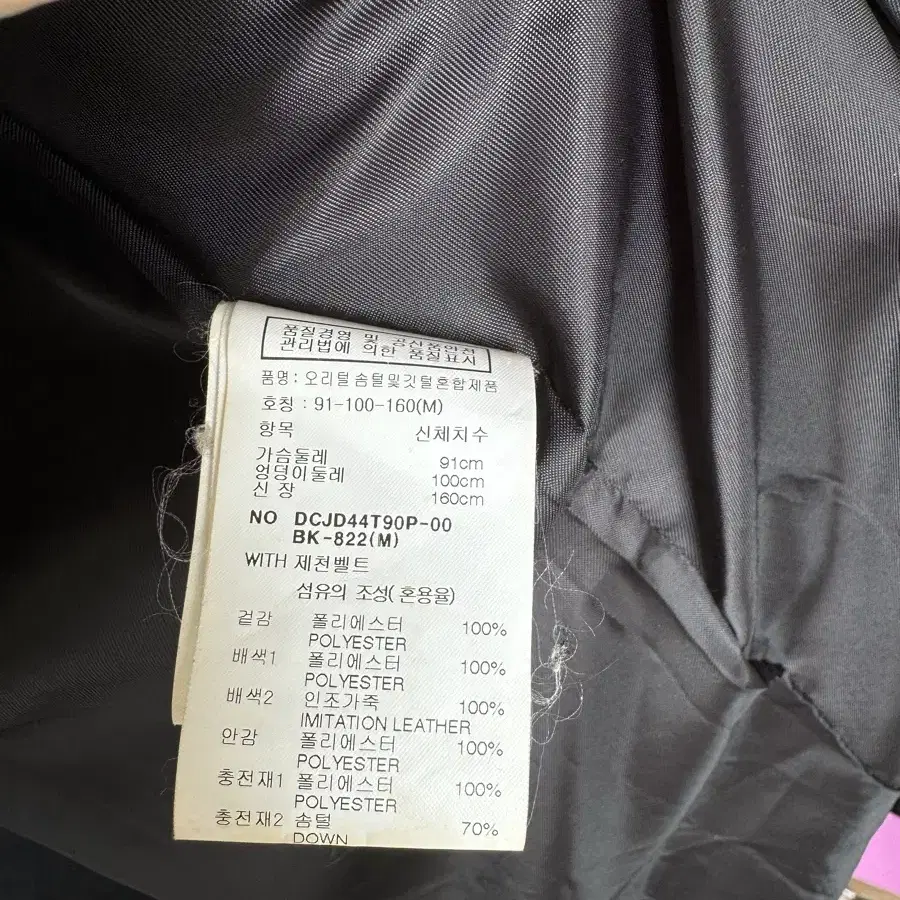 품질경영 및 공산품안전
관리법에 의한 품질표시
품명: 오리털 솜털및깃털혼합제품
호칭 : 91-100-160(M)
항목 신체치수
가슴둘레 91cm
엉덩이둘레 100cm
신 장 160cm
NO DCJD44T90P-00
BK-822(M)
WITH 제천벨트
섬유의 조성( 혼용율)
겉감 폴리에스터 100%
POLYESTER
배색1 폴리에스터 100%
POLYESTER
배색2 인조가죽 100%
IMITATION LEATHER
안감 폴리에스터 100%
POLYESTER
충전재1 폴리에스터 100%
POLYESTER
충전재2 솜털 70%
DOWN